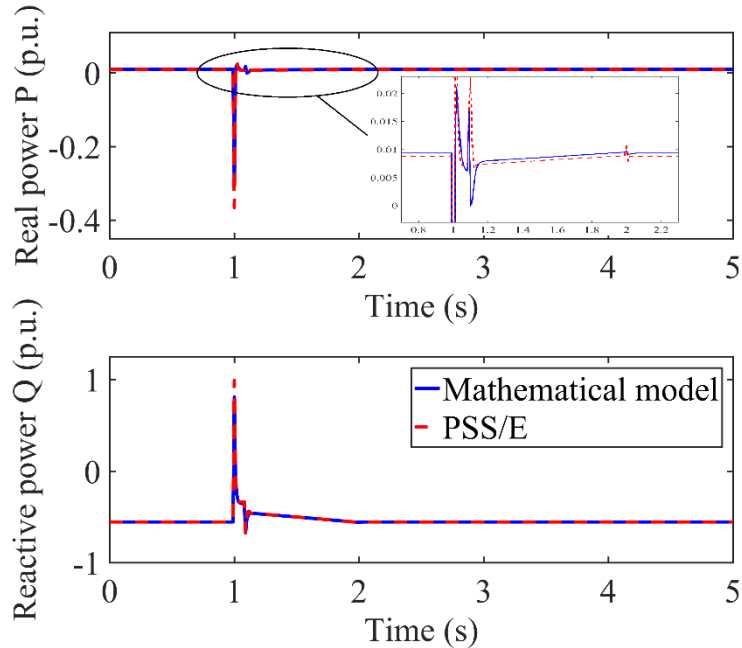 Real power P (p.u.)
0
-0.2
-0.4
0.02
0.015
0.01
0.005
0
0.8 1 1.2 1.4 1.6 1.8 2 2.2
0 1 2 3 4 5
Time (s)
Reactive power Q (p.u.)
1
0
-1
Mathematical model
PSS/E
0 1 2 3 4 5
Time (s)